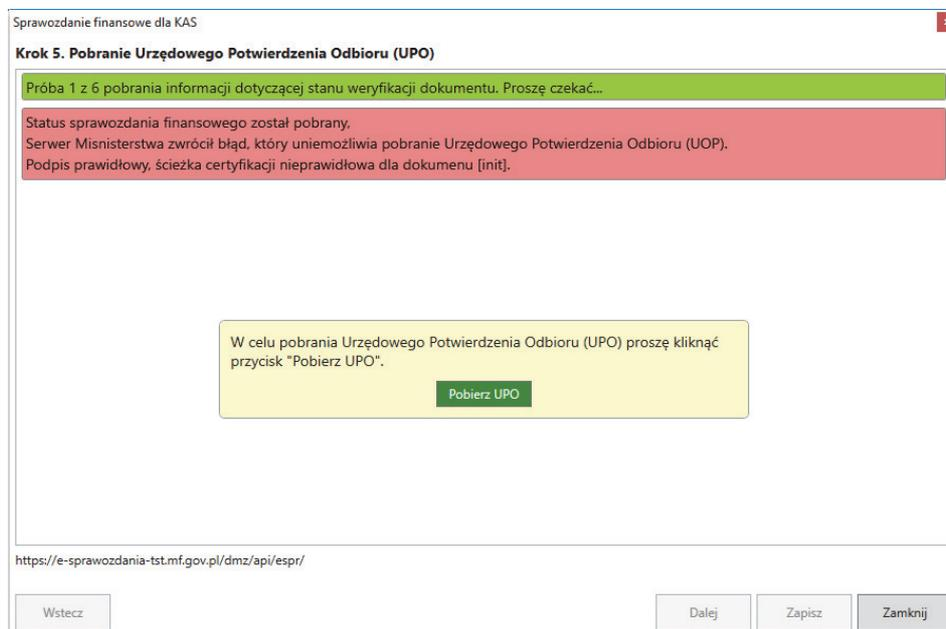 Sprawozdanie finansowe dla KAS
Krok 5. Pobranie Urzędowego Potwierdzenia Odbioru (UPO)
Próba 1 z 6 pobrania informacji dotyczącej stanu weryfikacji dokumentu. Proszę czekać...
Status sprawozdania finansowego został pobrany,
Serwer Misnisterstwa zwrócił błąd, który uniemożliwia pobranie Urzędowego Potwierdzenia Odbioru (UOP).
Podpis prawidłowy, ścieżka certyfikacji nieprawidłowa dla dokumenu [init].
W celu pobrania Urzędowego Potwierdzenia Odbioru (UPO) proszę kliknąć
przycisk "Pobierz UPO".
Pobierz UPO
https://e-sprawozdania-tst.mf.gov.pl/dmz/api/espr/
Wstecz
Dalej
Zapisz
Zamknij